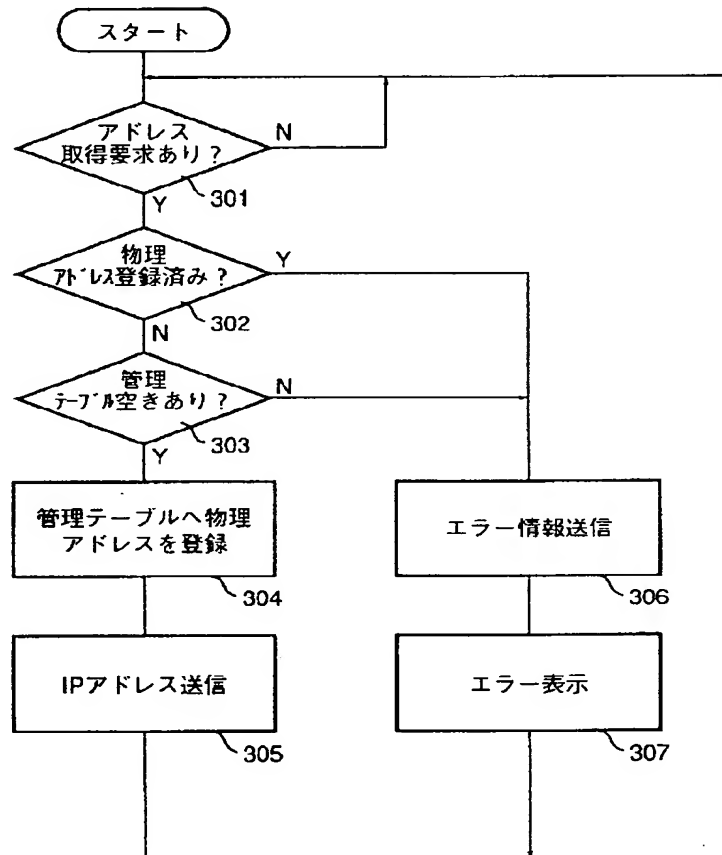 スタート
アドレス
取得要求あり？
N
301
Y
物理
ｱﾄﾞﾚｽ登録済み？
Y
302
N
管理
ﾃｰﾌﾞﾙ空きあり？
N
303
Y
管理テーブルへ物理
アドレスを登録
304
エラー情報送信
306
IPアドレス送信
305
エラー表示
307